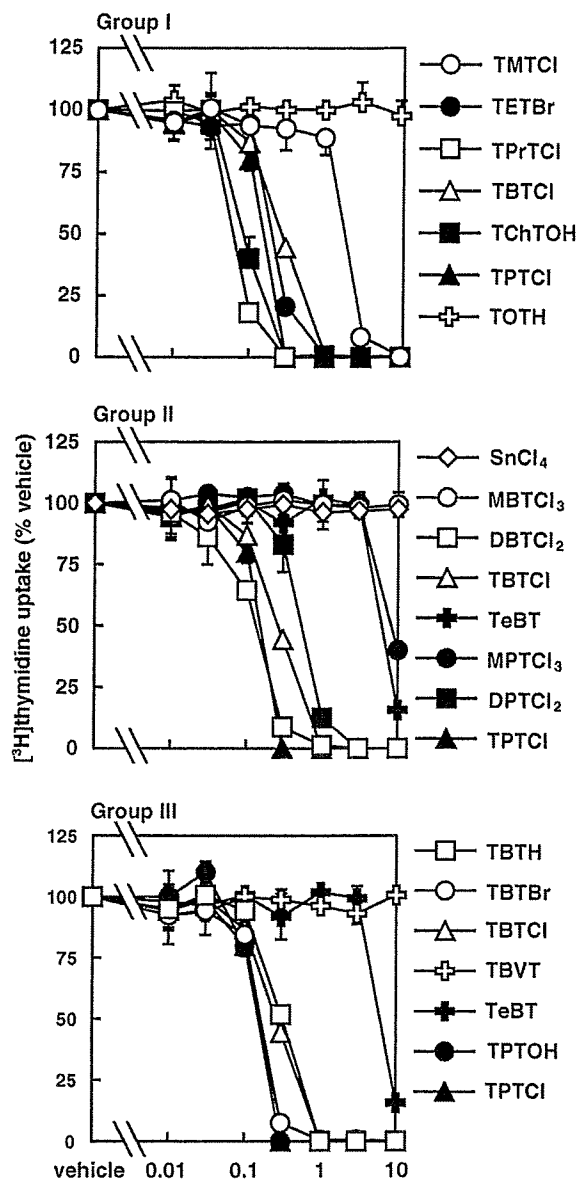 Group I
125
100
75
50
25
0
TMTCl
TETBr
TPrTCl
TBTCl
TChTOH
TPTCl
TOTH
[³H]thymidine uptake (% vehicle)
Group II
125
100
75
50
25
0
SnCl₄
MBTCl₃
DBTCl₂
TBTCl
TeBT
MPTCl₃
DPTCl₂
TPTCl
Group III
125
100
75
50
25
0
vehicle 0.01 0.1 1 10
TBTH
TBTBr
TBTCl
TBVT
TeBT
TPTOH
TPTCl